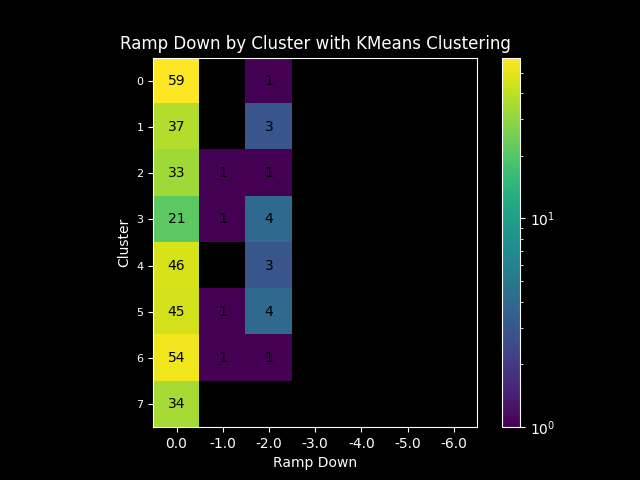 Ramp Down by Cluster with KMeans Clustering
0 59 1
1 37 3
2 33 1 1
3 21 1 4
4 46 3
5 45 1 4
6 54 1 1
7 34
Cluster
0.0 -1.0 -2.0 -3.0 -4.0 -5.0 -6.0
Ramp Down
10¹
10⁰